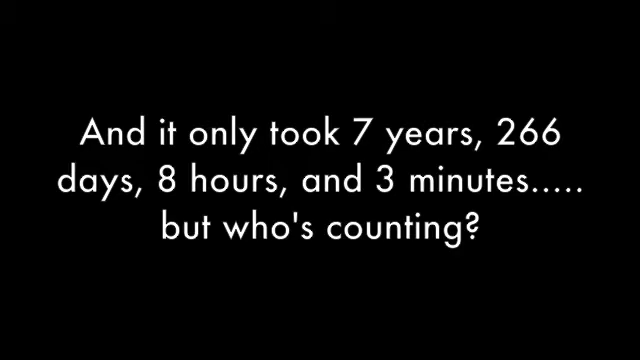 And it only took 7 years, 266
days, 8 hours, and 3 minutes.....
but who's counting?